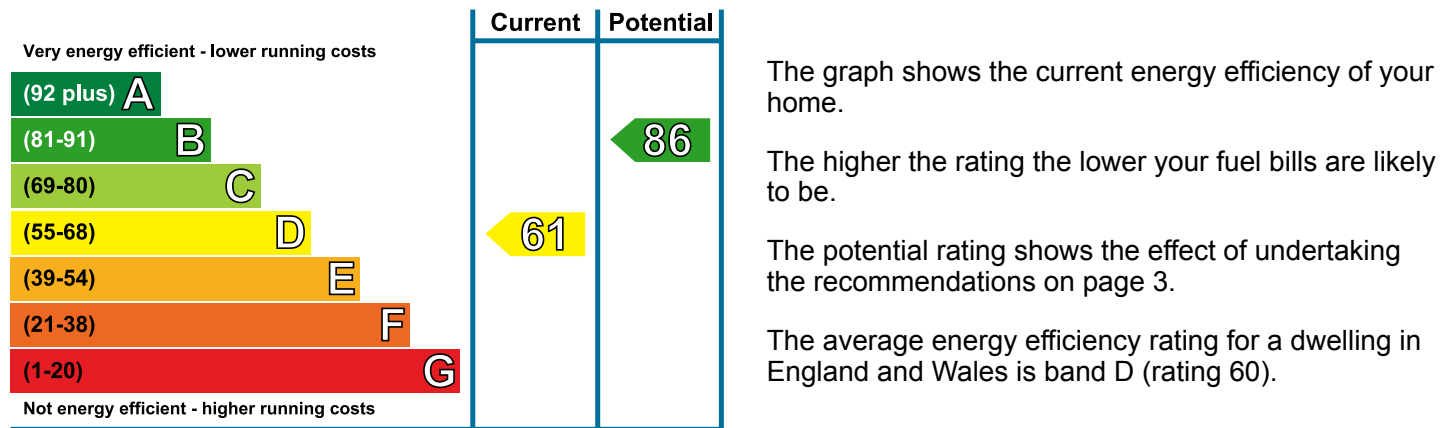 Current Potential
Very energy efficient - lower running costs
(92 plus) A
(81-91) B
86
(69-80) C
(55-68) D
61
(39-54) E
(21-38) F
(1-20) G
Not energy efficient - higher running costs
The graph shows the current energy efficiency of your
home.
The higher the rating the lower your fuel bills are likely
to be.
The potential rating shows the effect of undertaking
the recommendations on page 3.
The average energy efficiency rating for a dwelling in
England and Wales is band D (rating 60).